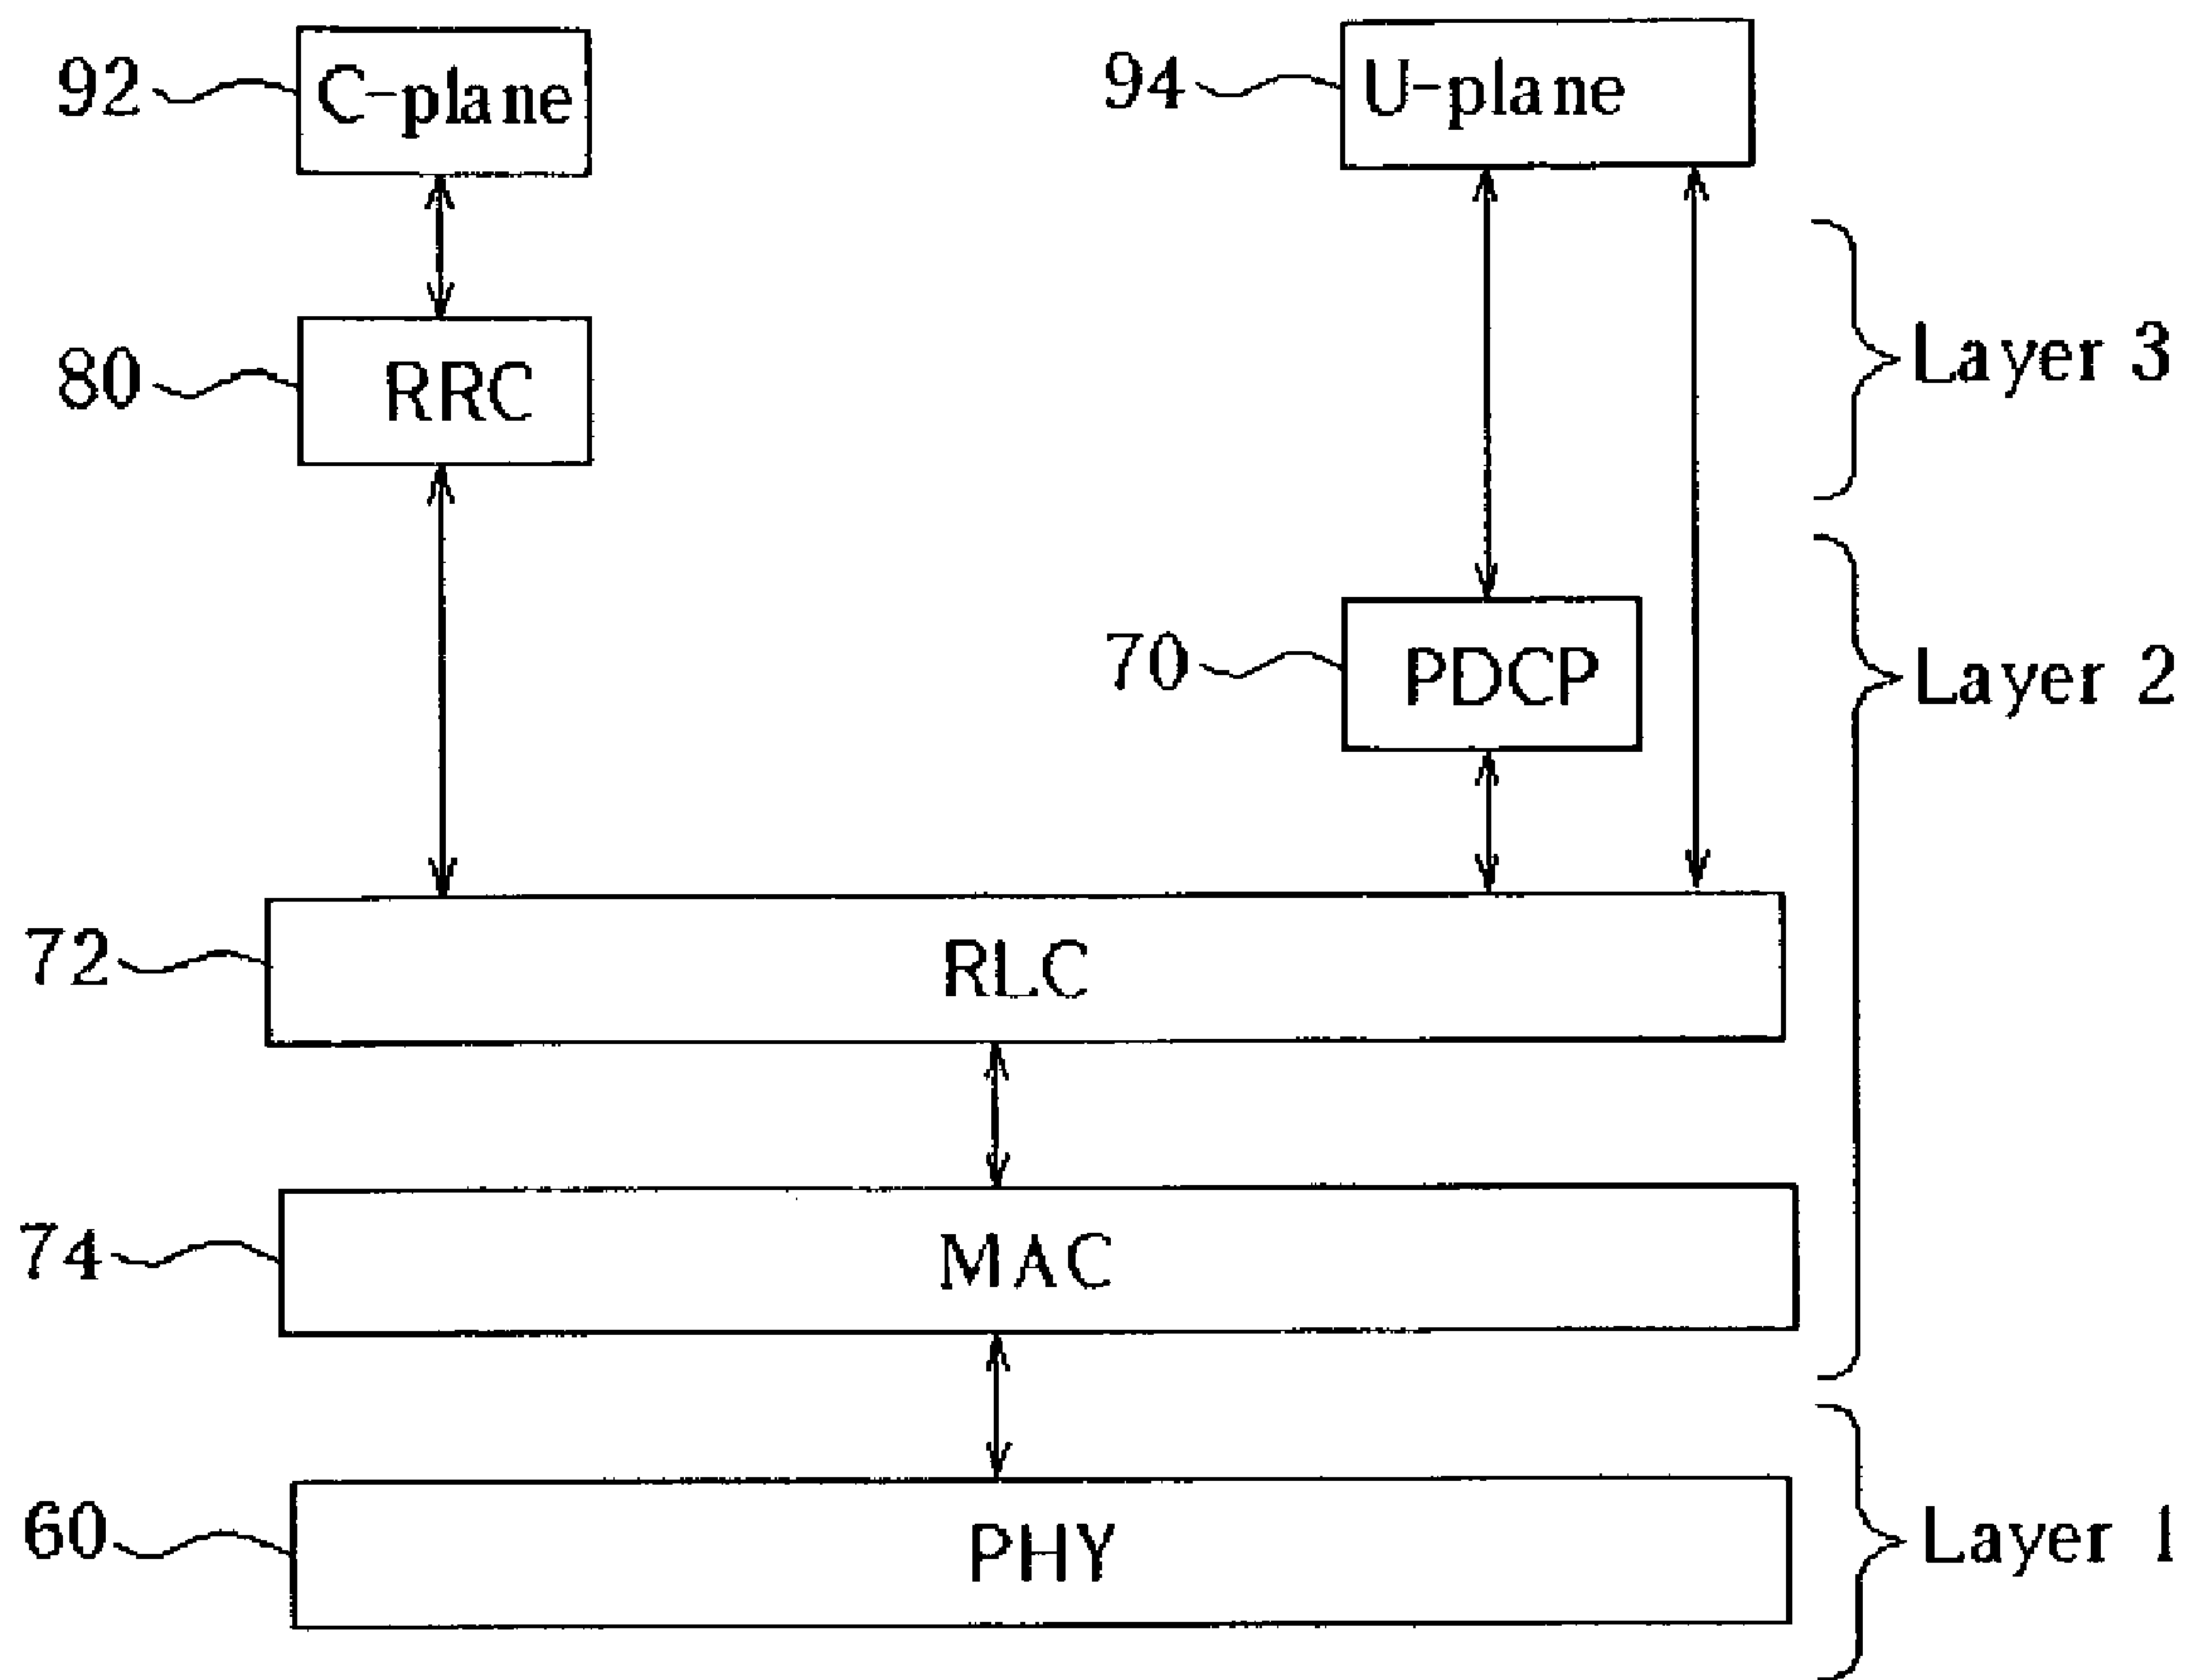 92 C-plane 94 U-plane
80 RRC Layer 3
70 PDCP Layer 2
72 RLC
74 MAC
60 PHY Layer 1